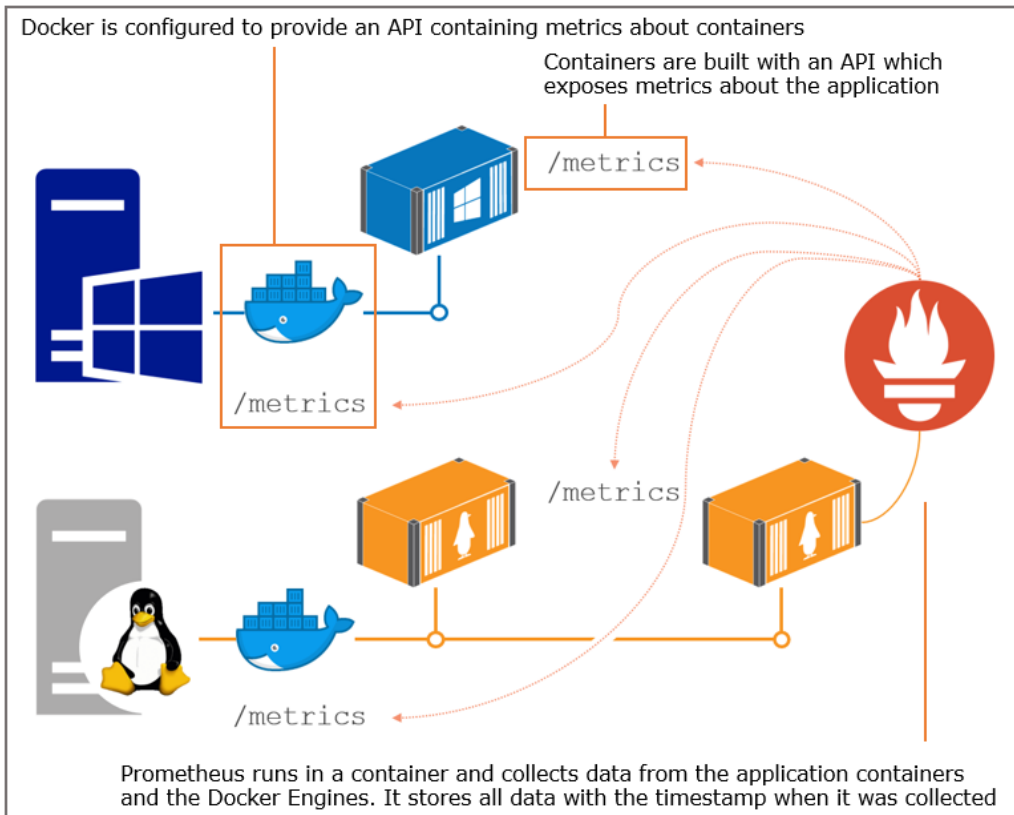 Docker is configured to provide an API containing metrics about containers
Containers are built with an API which
exposes metrics about the application
/metrics
/metrics
/metrics
/metrics
Prometheus runs in a container and collects data from the application containers
and the Docker Engines. It stores all data with the timestamp when it was collected